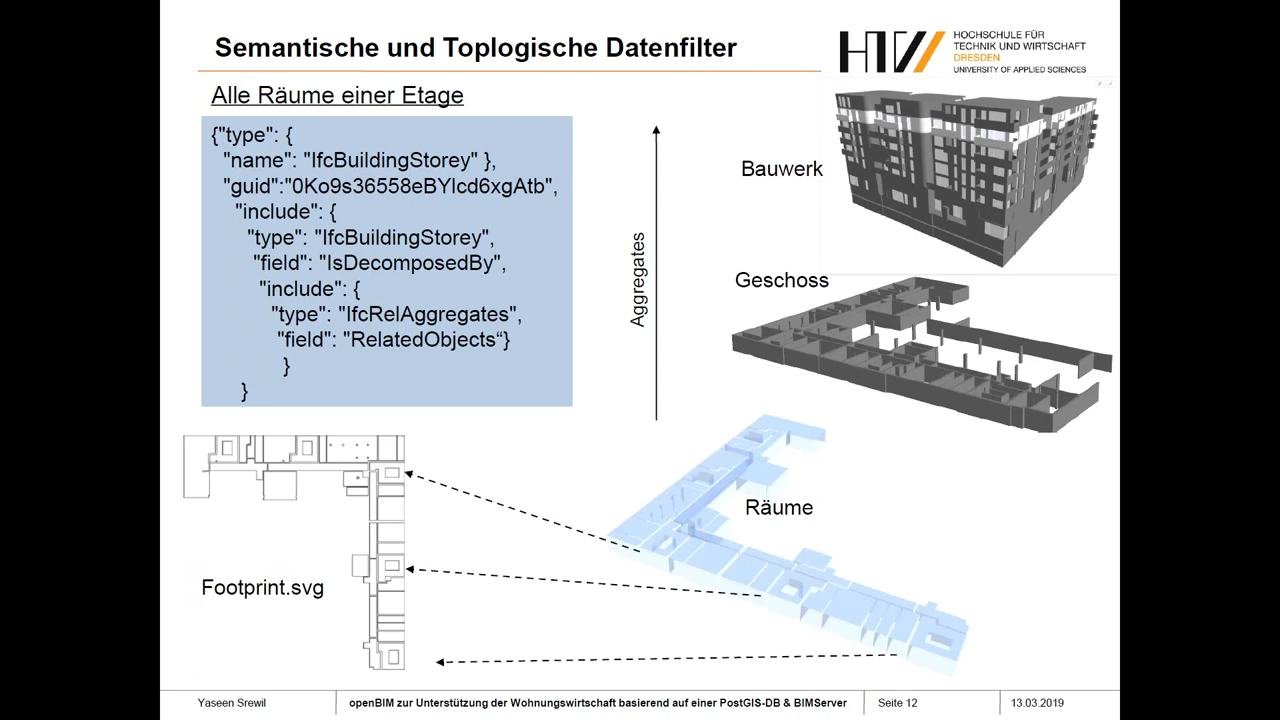 Semantische und Toplogische Datenfilter
HTW
HOCHSCHULE FÜR
TECHNIK UND WIRTSCHAFT
DRESDEN
UNIVERSITY OF APPLIED SCIENCES
Alle Räume einer Etage
{"type": {
"name": "IfcBuildingStorey" },
"guid":"0Ko9s36558eBYlcd6xgAtb",
"include": {
"type": "IfcBuildingStorey",
"field": "IsDecomposedBy",
"include": {
"type": "IfcRelAggregates",
"field": "RelatedObjects“}
}
}
Aggregates
Bauwerk
Geschoss
Räume
Footprint.svg
Yaseen Srewil
openBIM zur Unterstützung der Wohnungswirtschaft basierend auf einer PostGIS-DB & BIMServer
Seite 12
13.03.2019